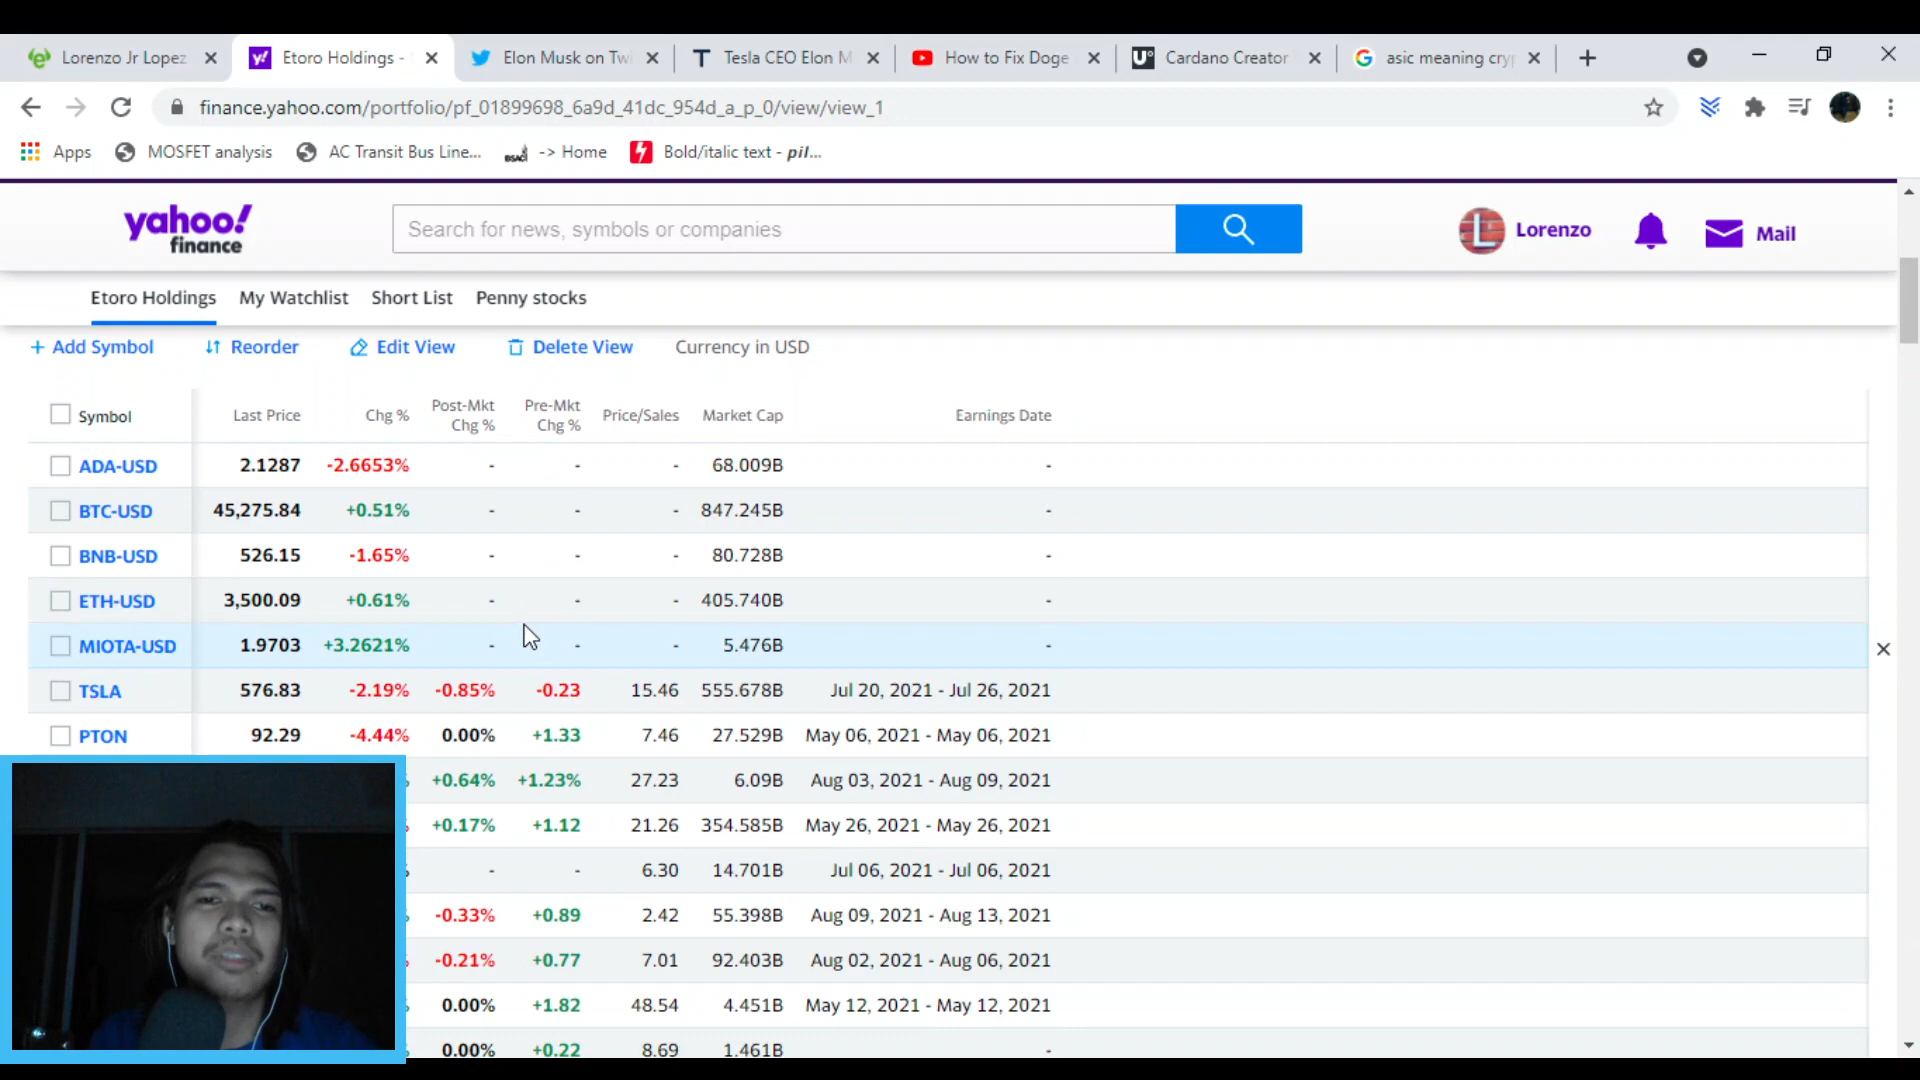 Lorenzo Jr Lopez
Etoro Holdings -
Elon Musk on Twi
Tesla CEO Elon M
How to Fix Doge
Cardano Creator
asic meaning cryp
finance.yahoo.com/portfolio/pf_01899698_6a9d_41dc_954d_a_p_0/view/view_1
Apps MOSFET analysis AC Transit Bus Line... BSAC -> Home Bold/italic text - pil...
yahoo! finance
Search for news, symbols or companies
L Lorenzo Mail
Etoro Holdings My Watchlist Short List Penny stocks
+ Add Symbol Reorder Edit View Delete View Currency in USD
Symbol Last Price Chg % Post-Mkt Chg % Pre-Mkt Chg % Price/Sales Market Cap Earnings Date
ADA-USD 2.1287 -2.6653% - - - 68.009B -
BTC-USD 45,275.84 +0.51% - - - 847.245B -
BNB-USD 526.15 -1.65% - - - 80.728B -
ETH-USD 3,500.09 +0.61% - - - 405.740B -
MIOTA-USD 1.9703 +3.2621% - - - 5.476B -
TSLA 576.83 -2.19% -0.85% -0.23 15.46 555.678B Jul 20, 2021 - Jul 26, 2021
PTON 92.29 -4.44% 0.00% +1.33 7.46 27.529B May 06, 2021 - May 06, 2021
+0.64% +1.23% 27.23 6.09B Aug 03, 2021 - Aug 09, 2021
+0.17% +1.12 21.26 354.585B May 26, 2021 - May 26, 2021
- - 6.30 14.701B Jul 06, 2021 - Jul 06, 2021
-0.33% +0.89 2.42 55.398B Aug 09, 2021 - Aug 13, 2021
-0.21% +0.77 7.01 92.403B Aug 02, 2021 - Aug 06, 2021
0.00% +1.82 48.54 4.451B May 12, 2021 - May 12, 2021
0.00% +0.22 8.69 1.461B -